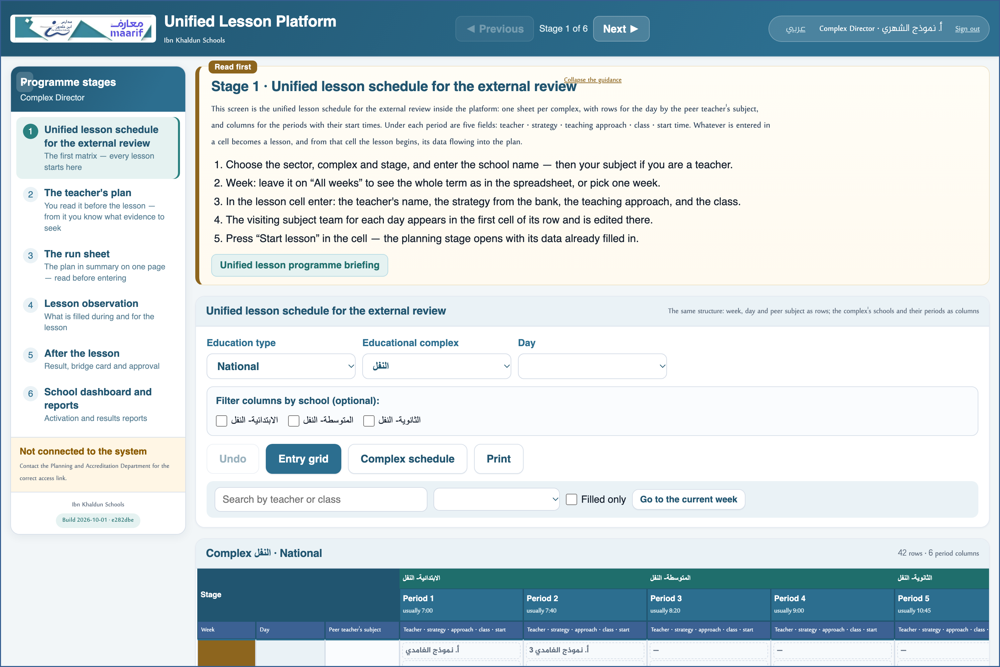 مدارس
ابن خلدون
معارف
maarif
Unified Lesson Platform
Ibn Khaldun Schools
◀ Previous
Stage 1 of 6
Next ▶
عربي
أ. نموذج الشهري · Complex Director
Sign out
Programme stages
Complex Director
1
Unified lesson schedule
for the external review
The first matrix — every lesson
starts here
2
The teacher's plan
You read it before the lesson —
from it you know what evidence to
seek
3
The run sheet
The plan in summary on one page
— read before entering
4
Lesson observation
What is filled during and for the
lesson
5
After the lesson
Result, bridge card and approval
6
School dashboard and
reports
Activation and results reports
Not connected to the system
Contact the Planning and Accreditation Department for the
correct access link.
Ibn Khaldun Schools
Build 2026-10-01 · e282dbe
Read first
Collapse the guidance
Stage 1 · Unified lesson schedule for the external review
This screen is the unified lesson schedule for the external review inside the platform: one sheet per complex, with rows for the day by the peer teacher's subject,
and columns for the periods with their start times. Under each period are five fields: teacher · strategy · teaching approach · class · start time. Whatever is entered in
a cell becomes a lesson, and from that cell the lesson begins, its data flowing into the plan.
1. Choose the sector, complex and stage, and enter the school name — then your subject if you are a teacher.
2. Week: leave it on “All weeks” to see the whole term as in the spreadsheet, or pick one week.
3. In the lesson cell enter: the teacher's name, the strategy from the bank, the teaching approach, and the class.
4. The visiting subject team for each day appears in the first cell of its row and is edited there.
5. Press “Start lesson” in the cell — the planning stage opens with its data already filled in.
Unified lesson programme briefing
Unified lesson schedule for the external review
The same structure: week, day and peer subject as rows; the complex's schools and their periods as columns
Education type
Educational complex
Day
National
النفل
Filter columns by school (optional):
الابتدائية- النفل
المتوسطة- النفل
الثانوية- النفل
Undo
Entry grid
Complex schedule
Print
Search by teacher or class
Filled only
Go to the current week
Complex النفل · National
42 rows · 6 period columns
Stage
الابتدائية- النفل
المتوسطة- النفل
الثانوية- النفل
Period 1
usually 7:00
Period 2
usually 7:40
Period 3
usually 8:20
Period 4
usually 9:00
Period 5
usually 10:45
Week
Day
Peer teacher's subject
Teacher · strategy · approach · class · start
Teacher · strategy · approach · class · start
Teacher · strategy · approach · class · start
Teacher · strategy · approach · class · start
Teacher · strategy · approach · class ·
أ. نموذج الغامدي
أ. نموذج الغامدي 3
—
—
—